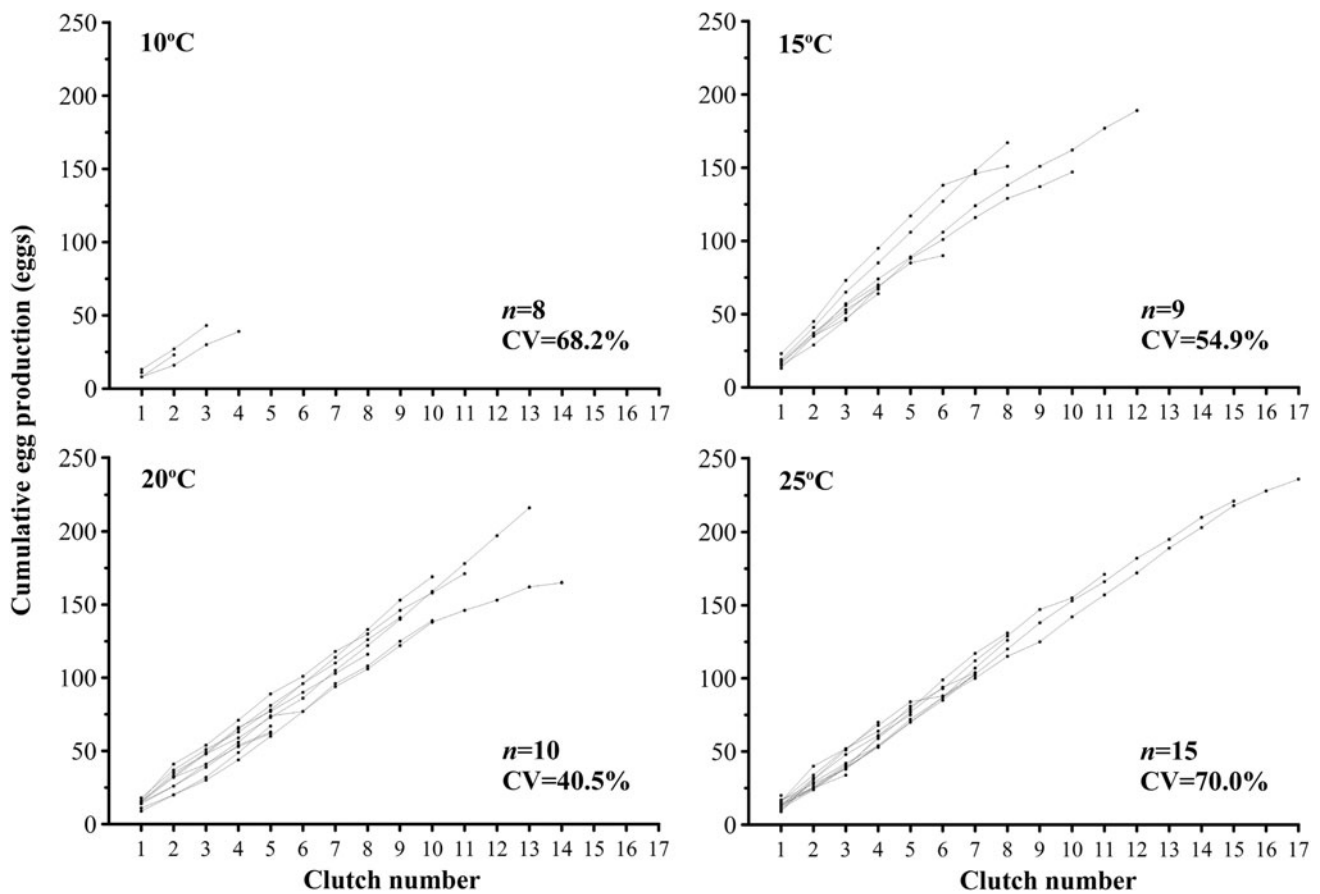 Cumulative egg production (eggs)
250
200
150
100
50
0
10ºC
n=8
CV=68.2%
1 2 3 4 5 6 7 8 9 10 11 12 13 14 15 16 17
250
200
150
100
50
0
15ºC
n=9
CV=54.9%
1 2 3 4 5 6 7 8 9 10 11 12 13 14 15 16 17
250
200
150
100
50
0
20ºC
n=10
CV=40.5%
1 2 3 4 5 6 7 8 9 10 11 12 13 14 15 16 17
Clutch number
250
200
150
100
50
0
25ºC
n=15
CV=70.0%
1 2 3 4 5 6 7 8 9 10 11 12 13 14 15 16 17
Clutch number